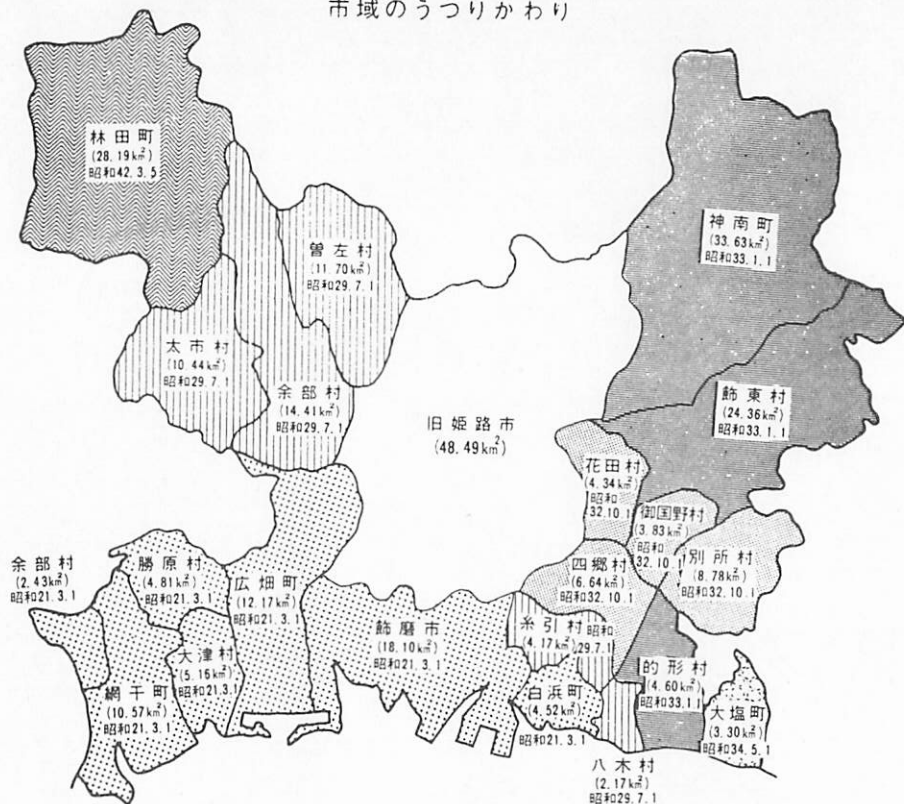 市域のうつりかわり
林田町
(28.19km²)
昭和42.3.5
神南町
(33.63km²)
昭和33.1.1
曽左村
(11.70km²)
昭和29.7.1
太市村
(10.44km²)
昭和29.7.1
余部村
(14.41km²)
昭和29.7.1
旧姫路市
(48.49km²)
飾東村
(24.36km²)
昭和33.1.1
花田村
(4.34km²)
昭和
32.10.1
御国野村
(3.83km²)
昭和
32.10.1
別所村
(8.78km²)
昭和32.10.1
四郷村
(6.64km²)
昭和32.10.1
余部村
(2.43km²)
昭和21.3.1
勝原村
(4.81km²)
昭和21.3.1
広畑町
(12.17km²)
昭和21.3.1
飾磨市
(18.10km²)
昭和21.3.1
糸引村
(4.17km²)
昭和
29.7.1
大津村
(5.16km²)
昭和21.3.1
網干町
(10.57km²)
昭和21.3.1
白浜町
(4.52km²)
昭和21.3.1
的形村
(4.60km²)
昭和33.1.1
大塩町
(3.30km²)
昭和34.5.1
八木村
(2.17km²)
昭和29.7.1